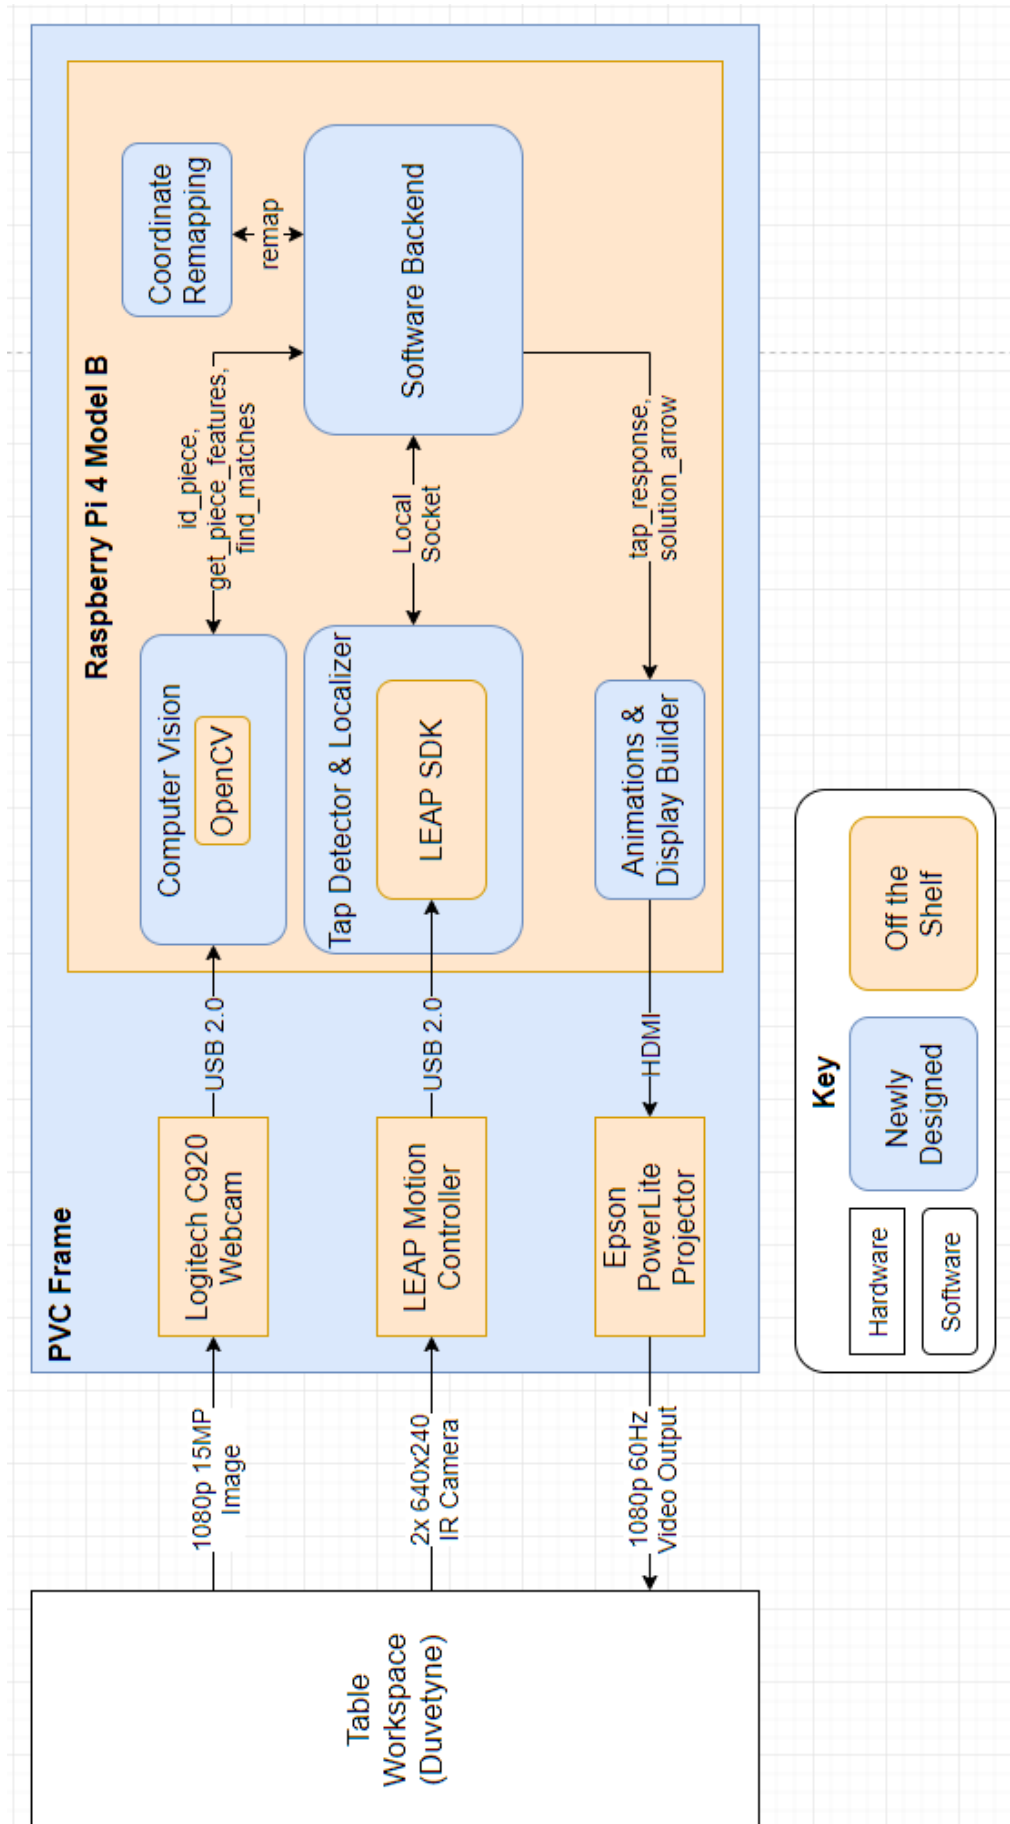 PVC Frame
Raspberry Pi 4 Model B
Table
Workspace
(Duvetyne)
1080p 15MP
Image
Logitech C920
Webcam
USB 2.0
Computer Vision
OpenCV
id_piece,
get_piece_features,
find_matches
Coordinate
Remapping
remap
2x 640x240
IR Camera
LEAP Motion
Controller
USB 2.0
Tap Detector & Localizer
LEAP SDK
Local
Socket
Software Backend
1080p 60Hz
Video Output
Epson
PowerLite
Projector
HDMI
Animations &
Display Builder
tap_response,
solution_arrow
Key
Hardware
Software
Newly
Designed
Off the
Shelf